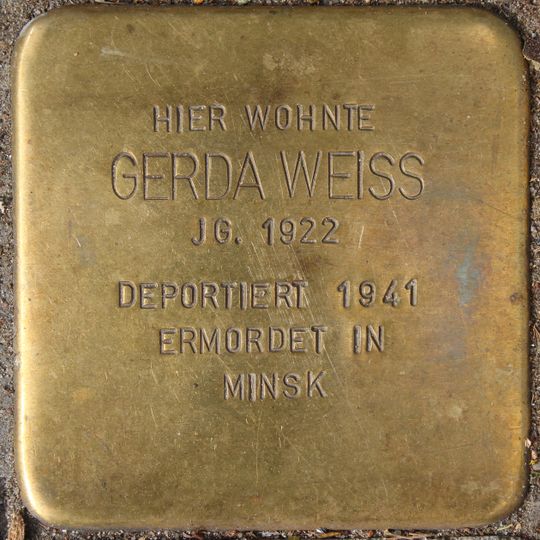 HIER WOHNTE
GERDA WEISS
JG. 1922
DEPORTIERT 1941
ERMORDET IN
MINSK